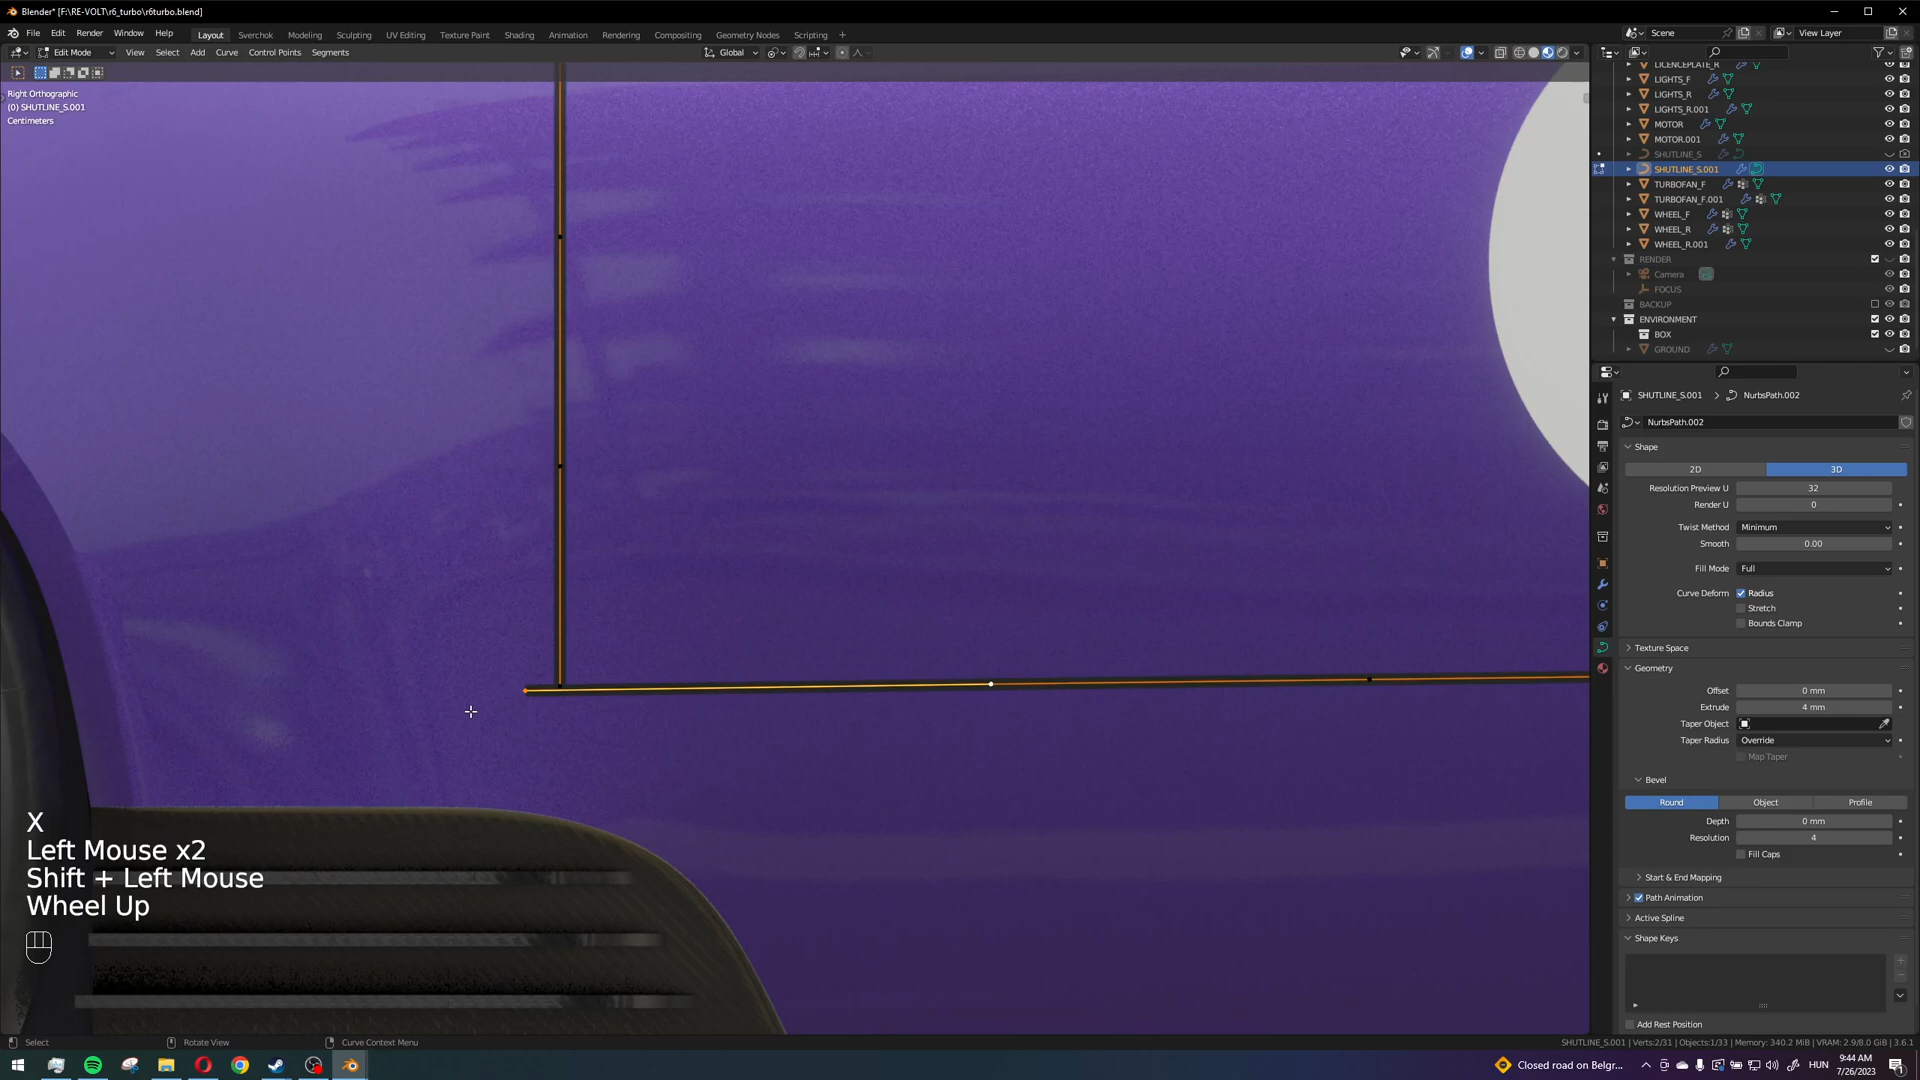 Blender* [F:\RE-VOLT\r6_turbo\r6turbo.blend]
File Edit Render Window Help Layout Sverchok Modeling Sculpting UV Editing Texture Paint Shading Animation Rendering Compositing Geometry Nodes Scripting + Scene View Layer
Edit Mode View Select Add Curve Control Points Segments Global
Right Orthographic
(0) SHUTLINE_S.001
Centimeters
LICENCEPLATE_R
LIGHTS_F
LIGHTS_R
LIGHTS_R.001
MOTOR
MOTOR.001
SHUTLINE_S
SHUTLINE_S.001
TURBOFAN_F
TURBOFAN_F.001
WHEEL_F
WHEEL_R
WHEEL_R.001
RENDER
Camera
FOCUS
BACKUP
ENVIRONMENT
BOX
GROUND
SHUTLINE_S.001 > NurbsPath.002
NurbsPath.002
Shape
2D 3D
Resolution Preview U 32
Render U 0
Twist Method Minimum
Smooth 0.00
Fill Mode Full
Curve Deform Radius
Stretch
Bounds Clamp
Texture Space
Geometry
Offset 0 mm
Extrude 4 mm
Taper Object
Taper Radius Override
Map Taper
Bevel
Round Object Profile
Depth 0 mm
Resolution 4
Fill Caps
Start & End Mapping
Path Animation
Active Spline
Shape Keys
Add Rest Position
X
Left Mouse x2
Shift + Left Mouse
Wheel Up
Select Rotate View Curve Context Menu SHUTLINE_S.001 | Verts:2/31 | Objects:1/33 | Memory: 340.2 MiB | VRAM: 2.9/8.0 GiB | 3.6.1
Closed road on Belgr... HUN 9:44 AM
7/26/2023